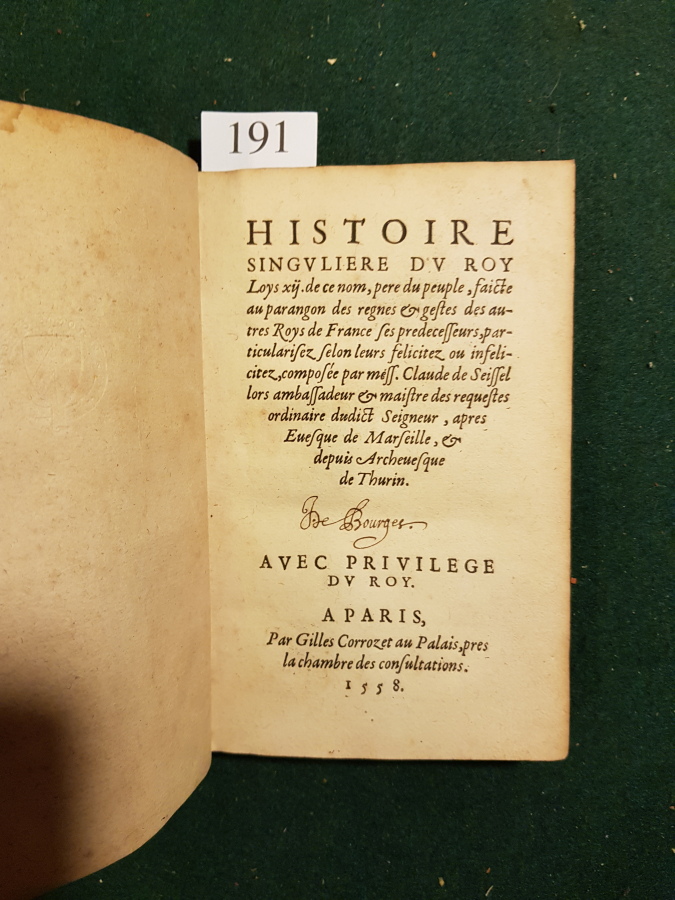 191
HISTOIRE
SINGVLIERE DV ROY
Loys xij. de ce nom, pere du peuple, faicte
au parangon des regnes & gestes des au-
tres Roys de France ses predecesseurs, par-
ticularisez selon leurs felicitez ou infeli-
citez, composée par mess. Claude de Seissel
lors ambassadeur & maistre des requestes
ordinaire dudict Seigneur, apres
Euesque de Marseille, &
depuis Archeuesque
de Thurin.
De Bourges.
AVEC PRIVILEGE
DV ROY.
A PARIS,
Par Gilles Corrozet au Palais, pres
la chambre des consultations.
1558.